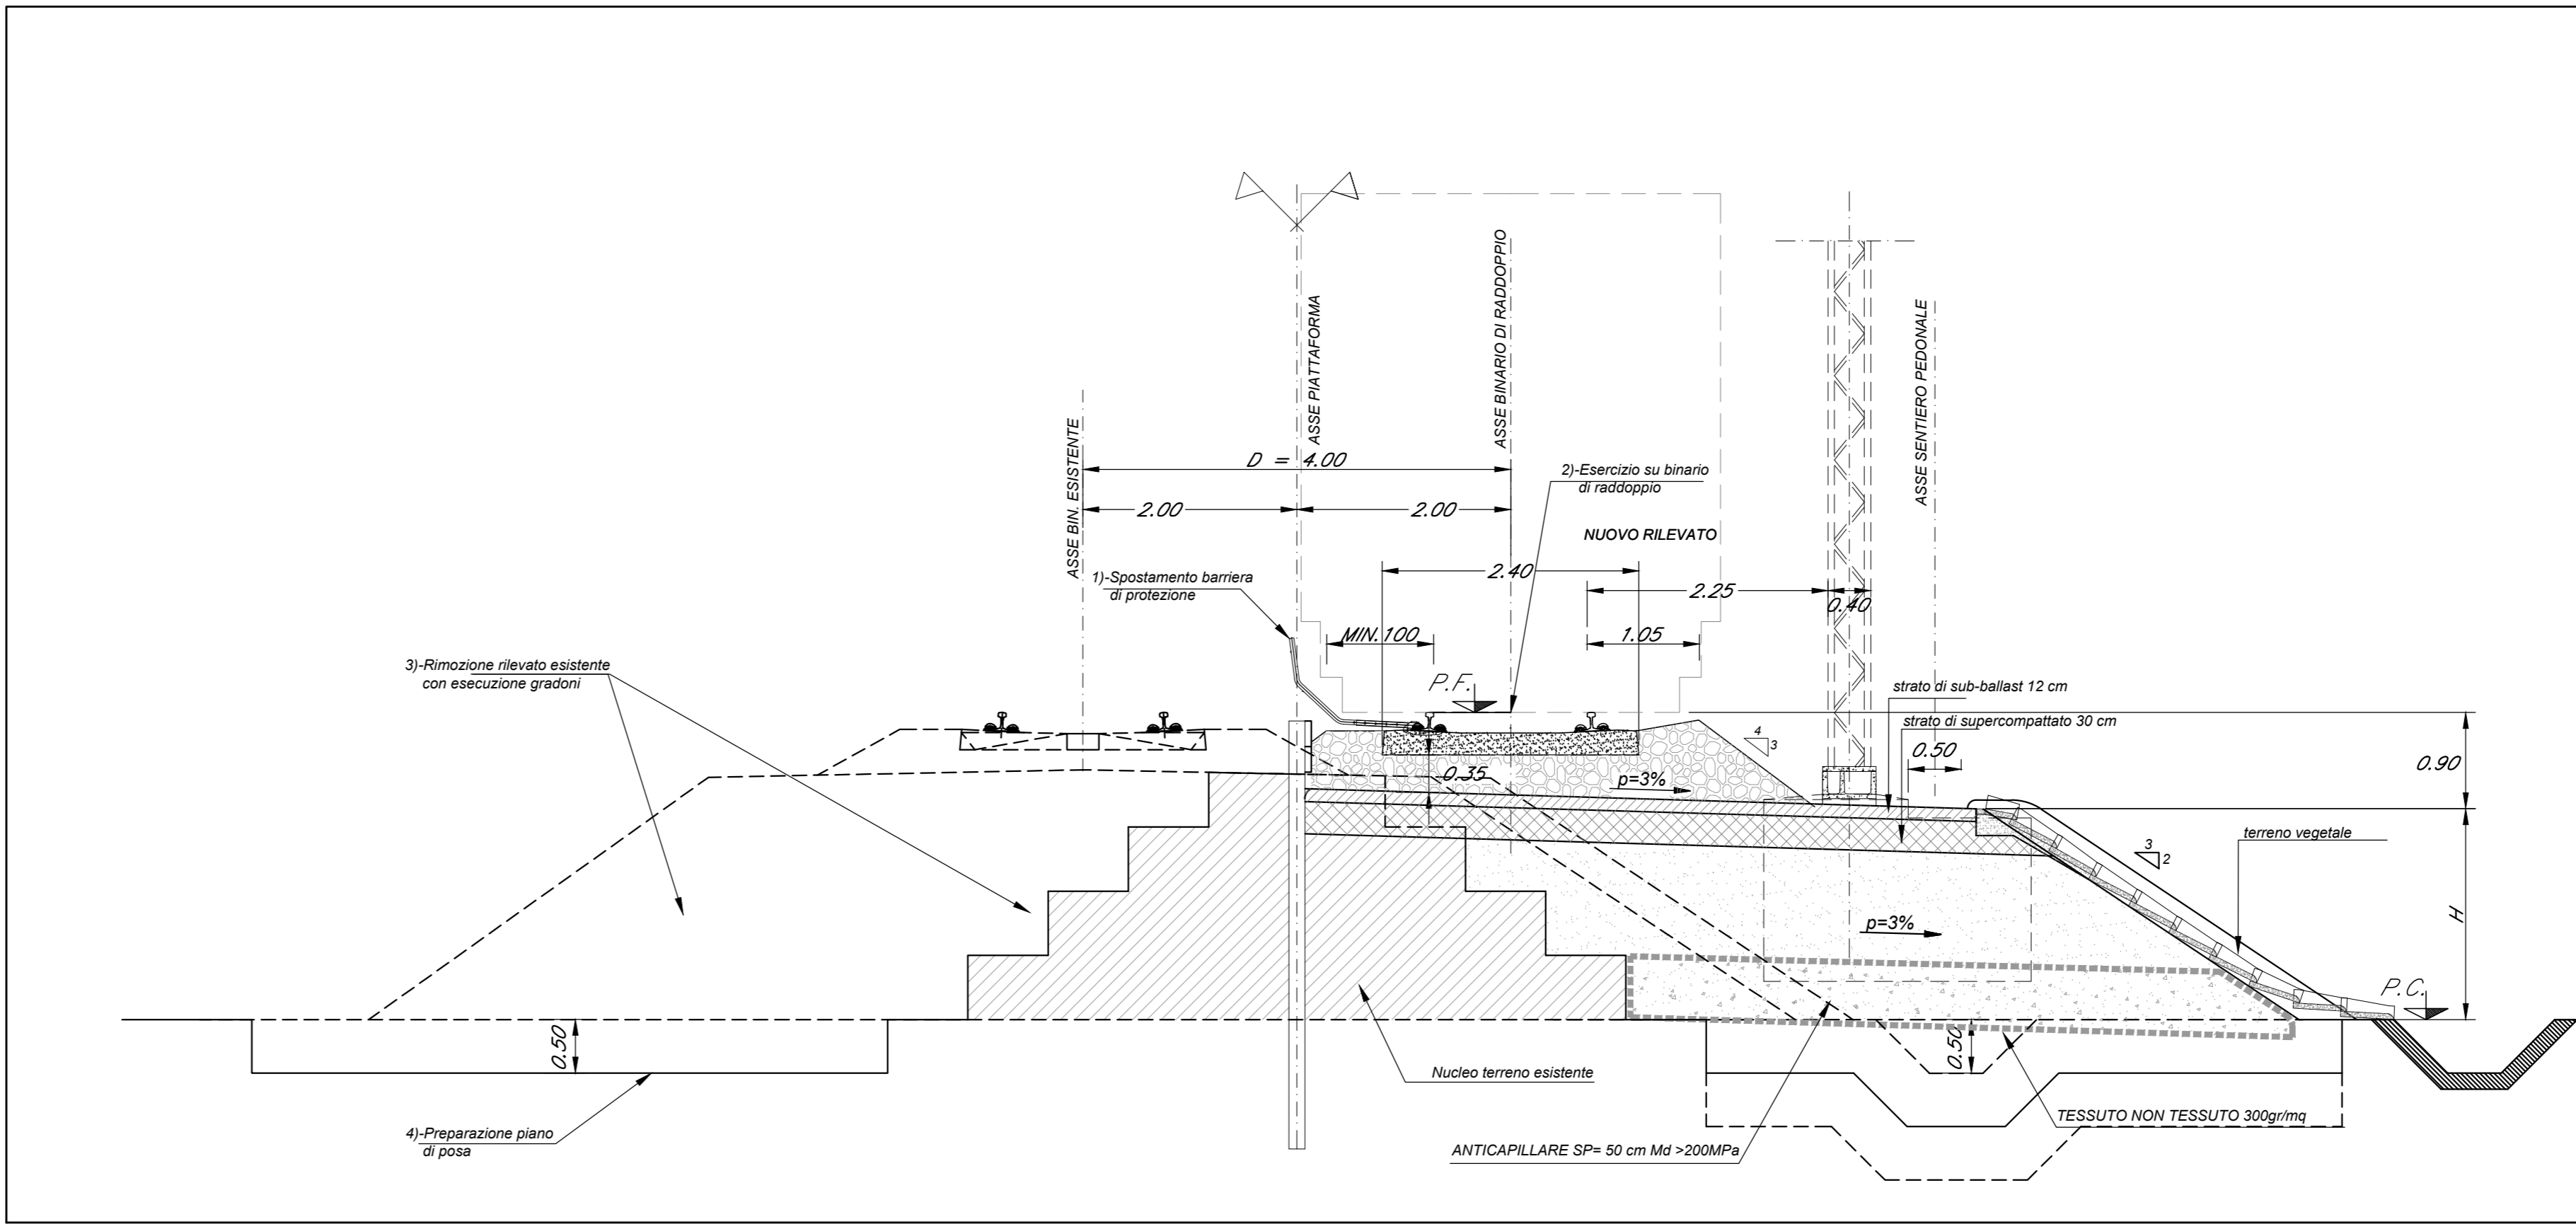 ASSE BIN. ESISTENTE
ASSE PIATTAFORMA
ASSE BINARIO DI RADDOPPIO
ASSE SENTIERO PEDONALE
D = 4.00
2.00
2.00
2)-Esercizio su binario
di raddoppio
NUOVO RILEVATO
1)-Spostamento barriera
di protezione
2.40
2.25
0.40
MIN.100
1.05
3)-Rimozione rilevato esistente
con esecuzione gradoni
P.F.
strato di sub-ballast 12 cm
strato di supercompattato 30 cm
4
3
0.50
0.90
0.35
p=3%
terreno vegetale
3
2
H
p=3%
P.C.
0.50
0.50
Nucleo terreno esistente
TESSUTO NON TESSUTO 300gr/mq
4)-Preparazione piano
di posa
ANTICAPILLARE SP= 50 cm Md >200MPa